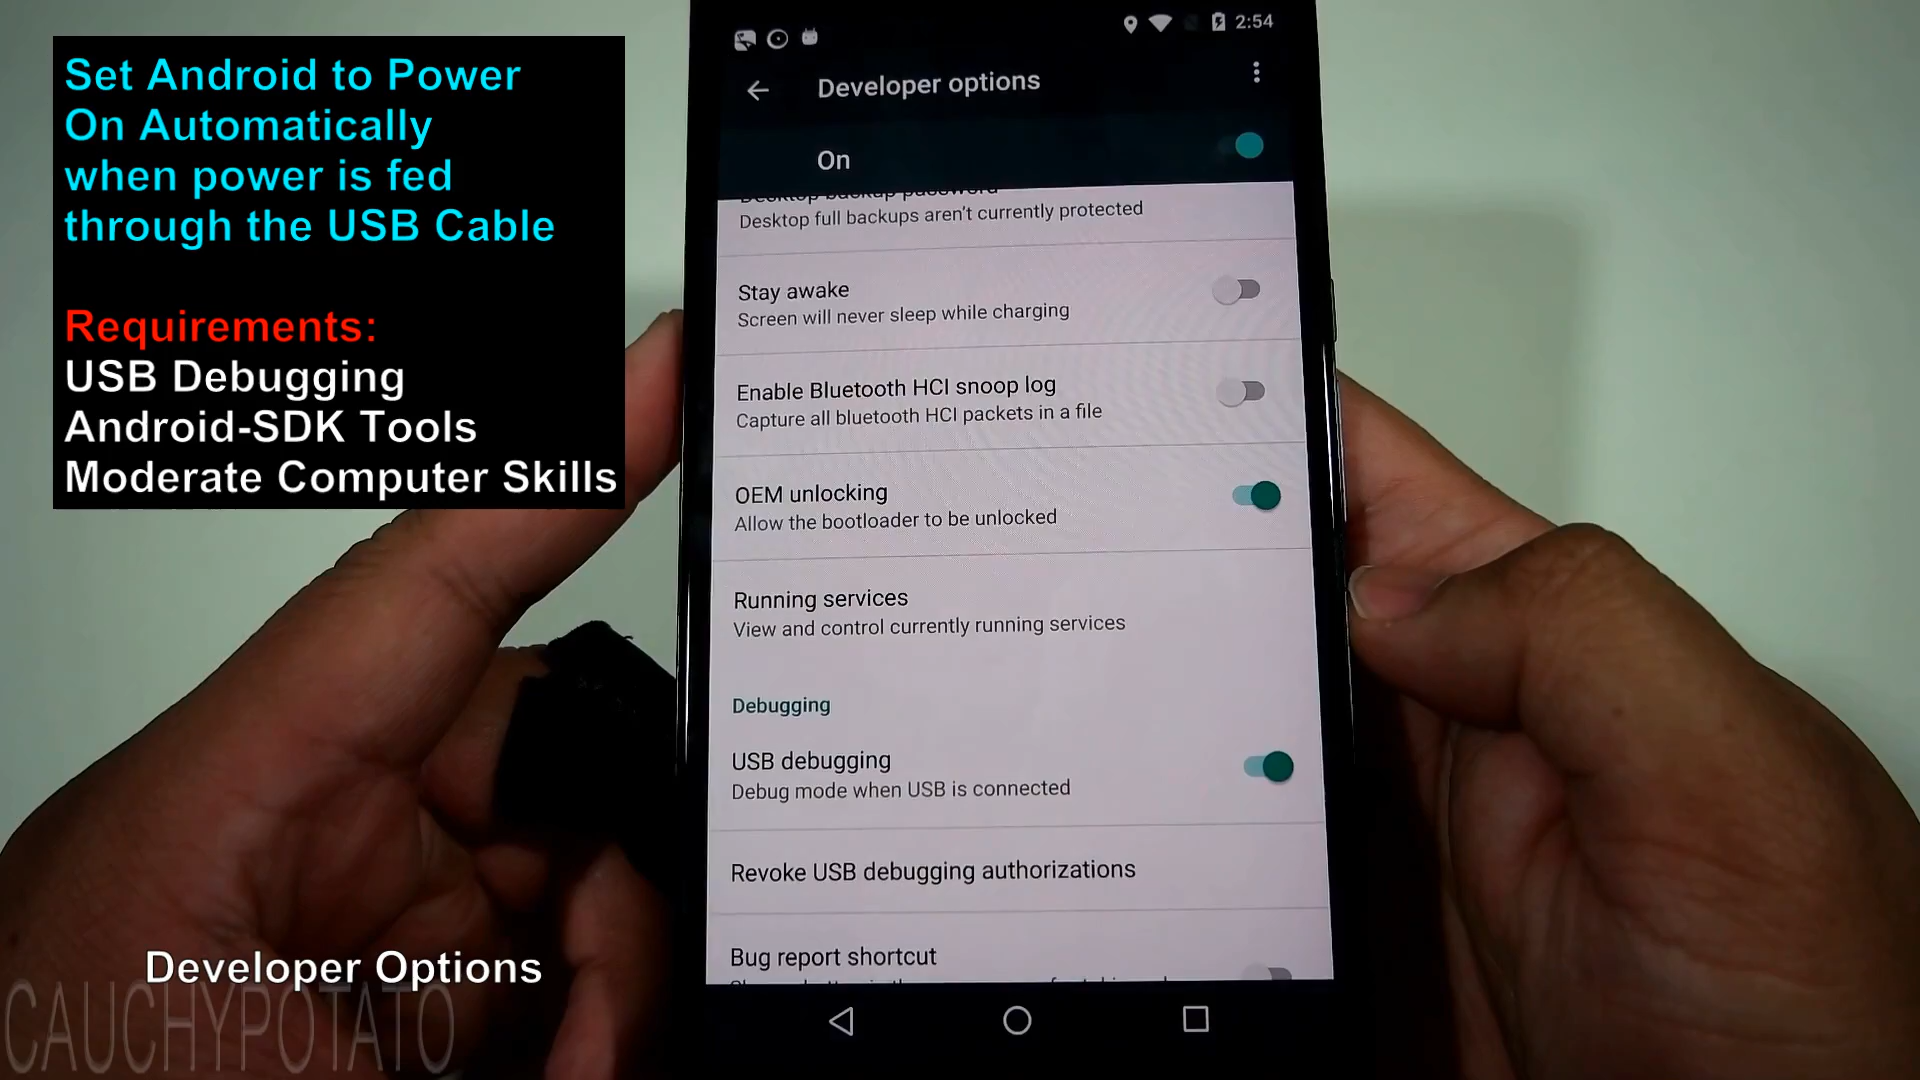 Set Android to Power
On Automatically
when power is fed
through the USB Cable
Requirements:
USB Debugging
Android-SDK Tools
Moderate Computer Skills
2:54
Developer options
On
Desktop backup password
Desktop full backups aren't currently protected
Stay awake
Screen will never sleep while charging
Enable Bluetooth HCI snoop log
Capture all bluetooth HCI packets in a file
OEM unlocking
Allow the bootloader to be unlocked
Running services
View and control currently running services
Debugging
USB debugging
Debug mode when USB is connected
Revoke USB debugging authorizations
Bug report shortcut
Developer Options
CAUCHYPOTATO